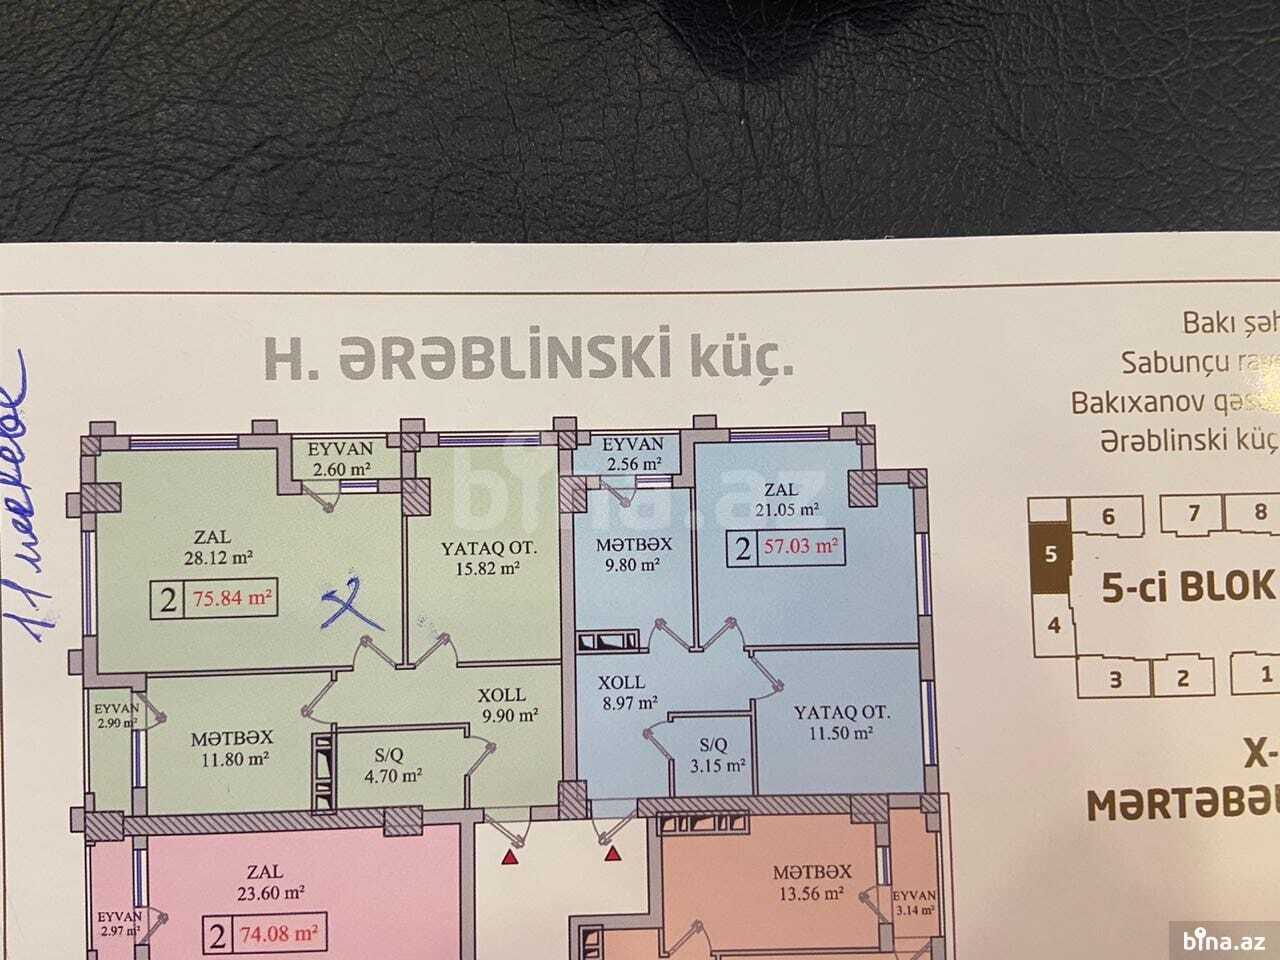 H. ƏRƏBLİNSKİ küç.
Bakı şəh
Sabunçu
Bakıxanov qəs
Ərəblinski küç
EYVAN
2.60 m²
EYVAN
2.56 m²
ZAL
28.12 m²
2 75.84 m²
YATAQ OT.
15.82 m²
MƏTBƏX
9.80 m²
ZAL
21.05 m²
2 57.03 m²
bina.az
6
7
8
5
5-ci BLOK
4
3
2
1
EYVAN
2.90 m²
MƏTBƏX
11.80 m²
S/Q
4.70 m²
XOLL
9.90 m²
XOLL
8.97 m²
S/Q
3.15 m²
YATAQ OT.
11.50 m²
X-
MƏRTƏBƏ
ZAL
23.60 m²
2 74.08 m²
EYVAN
2.97 m²
MƏTBƏX
13.56 m²
EYVAN
3.14 m²
bina.az